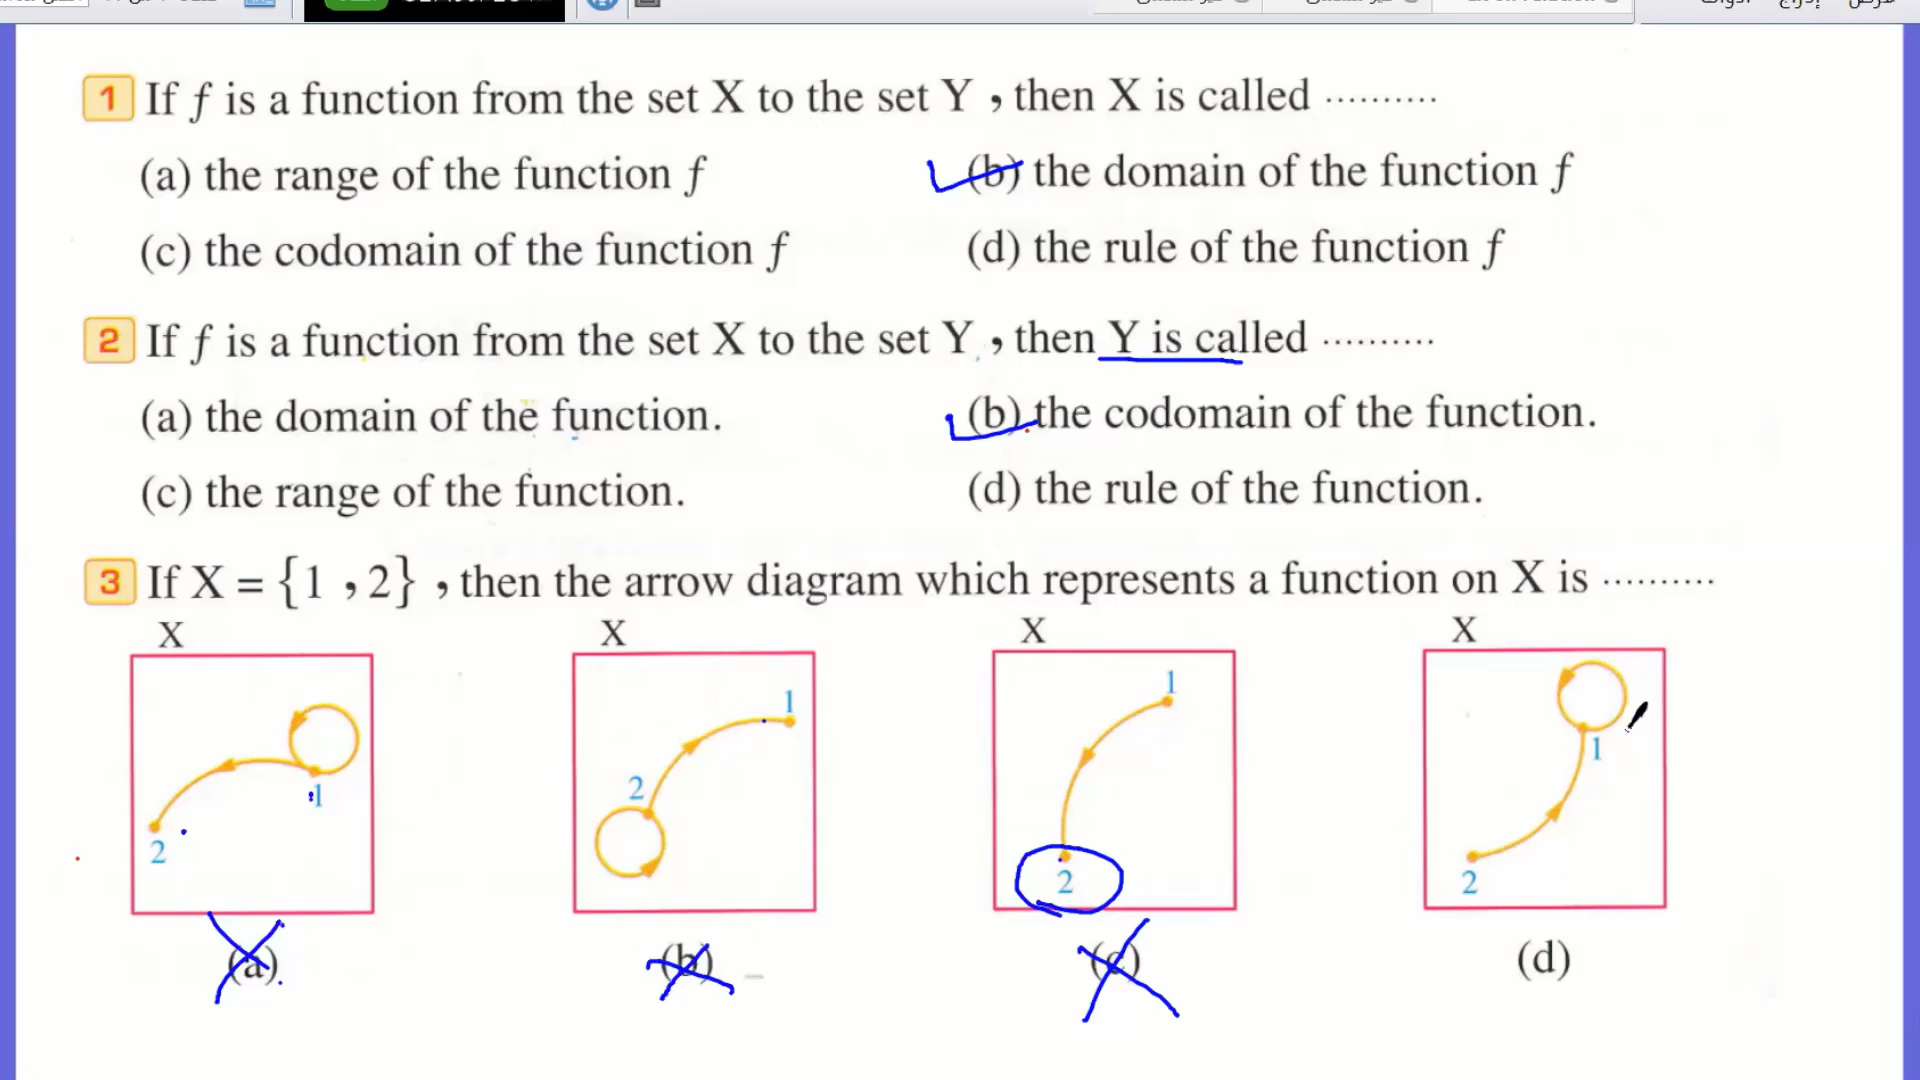 عرض إدراج أدوات
1 If f is a function from the set X to the set Y , then X is called ..........
(a) the range of the function f (b) the domain of the function f
(c) the codomain of the function f (d) the rule of the function f
2 If f is a function from the set X to the set Y , then Y is called ..........
(a) the domain of the function. (b) the codomain of the function.
(c) the range of the function. (d) the rule of the function.
3 If X = {1 , 2} , then the arrow diagram which represents a function on X is ..........
X X X X
1 2
2 1
1 2
1 2
(a) (b) (c) (d)